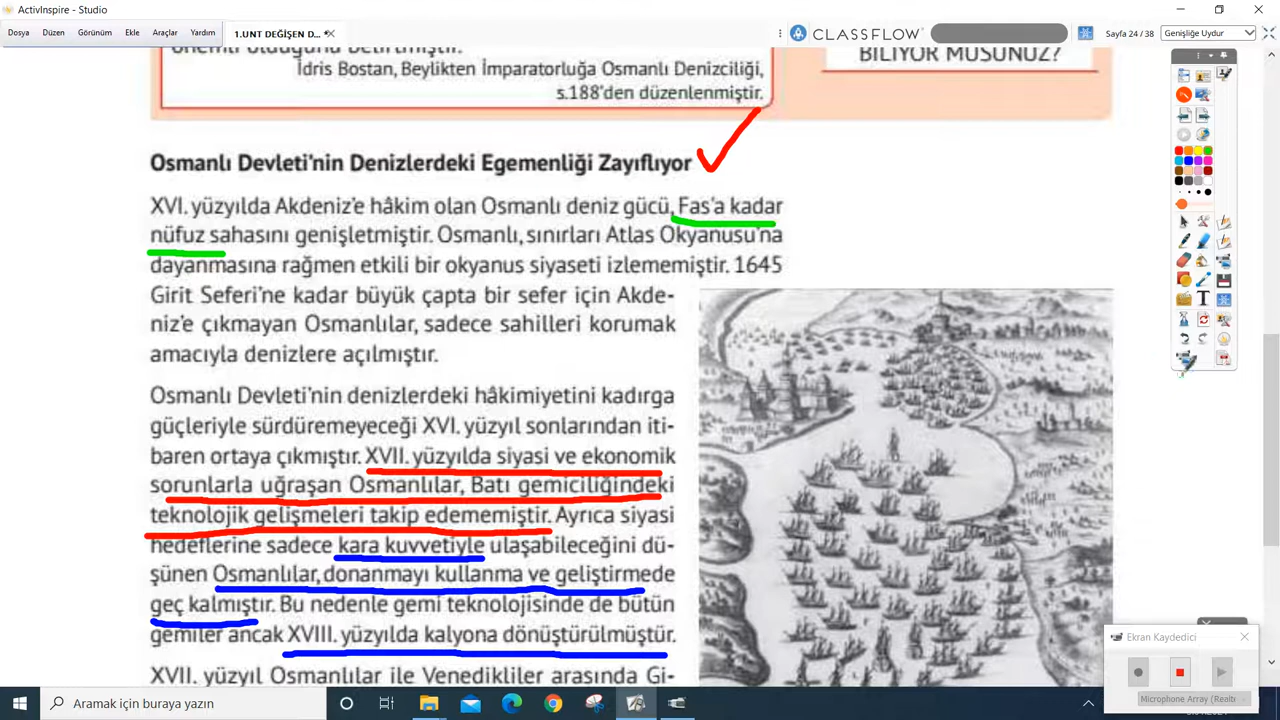 ActivInspire - Studio
Dosya Düzen Görünüm Ekle Araçlar Yardım
1.UNT DEĞİŞEN D...
CLASSFLOW
Sayfa 24 / 38
Genişliğe Uydur
önemli olduğunu belirtmiştir.
İdris Bostan, Beylikten İmparatorluğa Osmanlı Denizciliği,
s.188'den düzenlenmiştir.
BİLİYOR MUSUNUZ?
Osmanlı Devleti'nin Denizlerdeki Egemenliği Zayıflıyor
XVI. yüzyılda Akdeniz'e hâkim olan Osmanlı deniz gücü, Fas'a kadar
nüfuz sahasını genişletmiştir. Osmanlı, sınırları Atlas Okyanusu'na
dayanmasına rağmen etkili bir okyanus siyaseti izlememiştir. 1645
Girit Seferi'ne kadar büyük çapta bir sefer için Akde-
niz'e çıkmayan Osmanlılar, sadece sahilleri korumak
amacıyla denizlere açılmıştır.
Osmanlı Devleti'nin denizlerdeki hâkimiyetini kadırga
güçleriyle sürdüremeyeceği XVI. yüzyıl sonlarından iti-
baren ortaya çıkmıştır. XVII. yüzyılda siyasi ve ekonomik
sorunlarla uğraşan Osmanlılar, Batı gemiciliğindeki
teknolojik gelişmeleri takip edememiştir. Ayrıca siyasi
hedeflerine sadece kara kuvvetiyle ulaşabileceğini dü-
şünen Osmanlılar, donanmayı kullanma ve geliştirmede
geç kalmıştır. Bu nedenle gemi teknolojisinde de bütün
gemiler ancak XVIII. yüzyılda kalyona dönüştürülmüştür.
XVII. yüzyıl Osmanlılar ile Venedikliler arasında Gi-
Ekran Kaydedici
Microphone Array (Realte
Aramak için buraya yazın